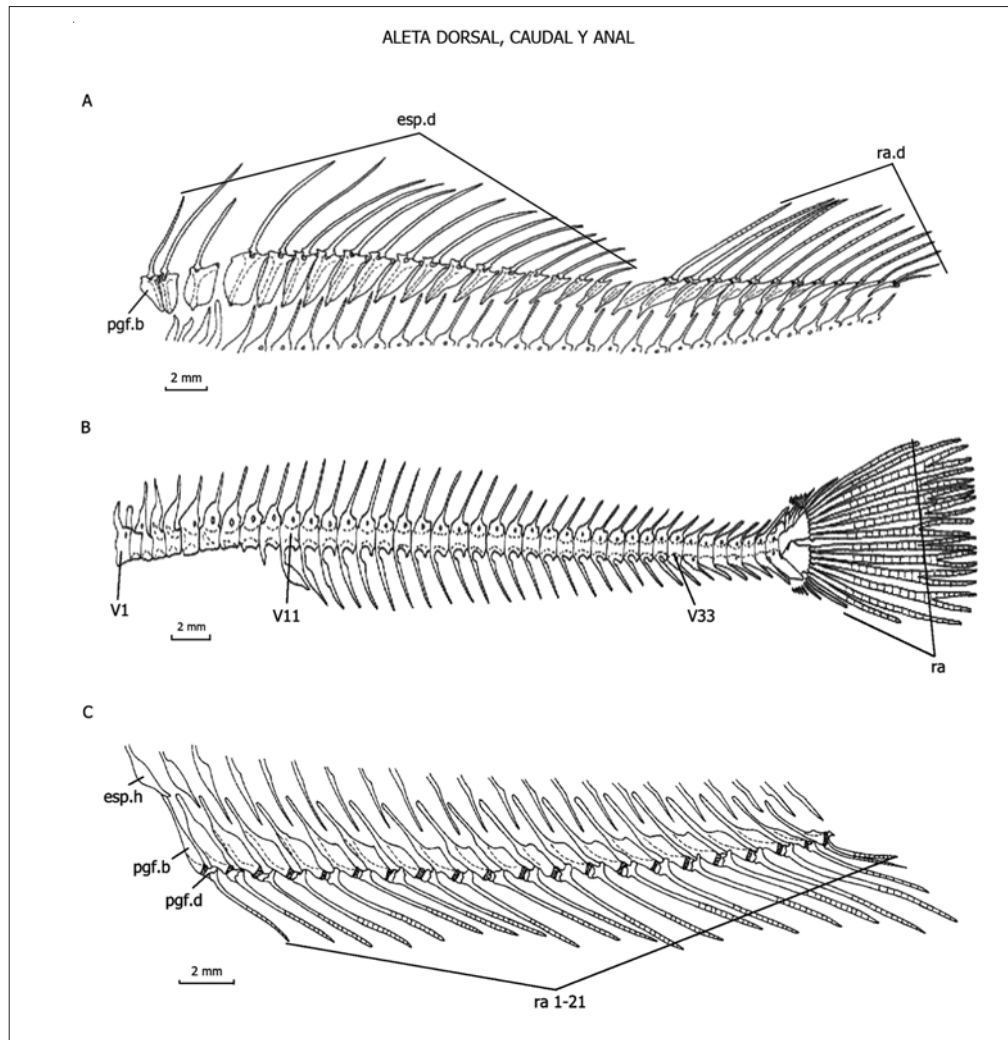 ALETA DORSAL, CAUDAL Y ANAL
A
esp.d
ra.d
pgf.b
2 mm
B
V1
2 mm
V11
V33
ra
C
esp.h
pgf.b
pgf.d
2 mm
ra 1-21